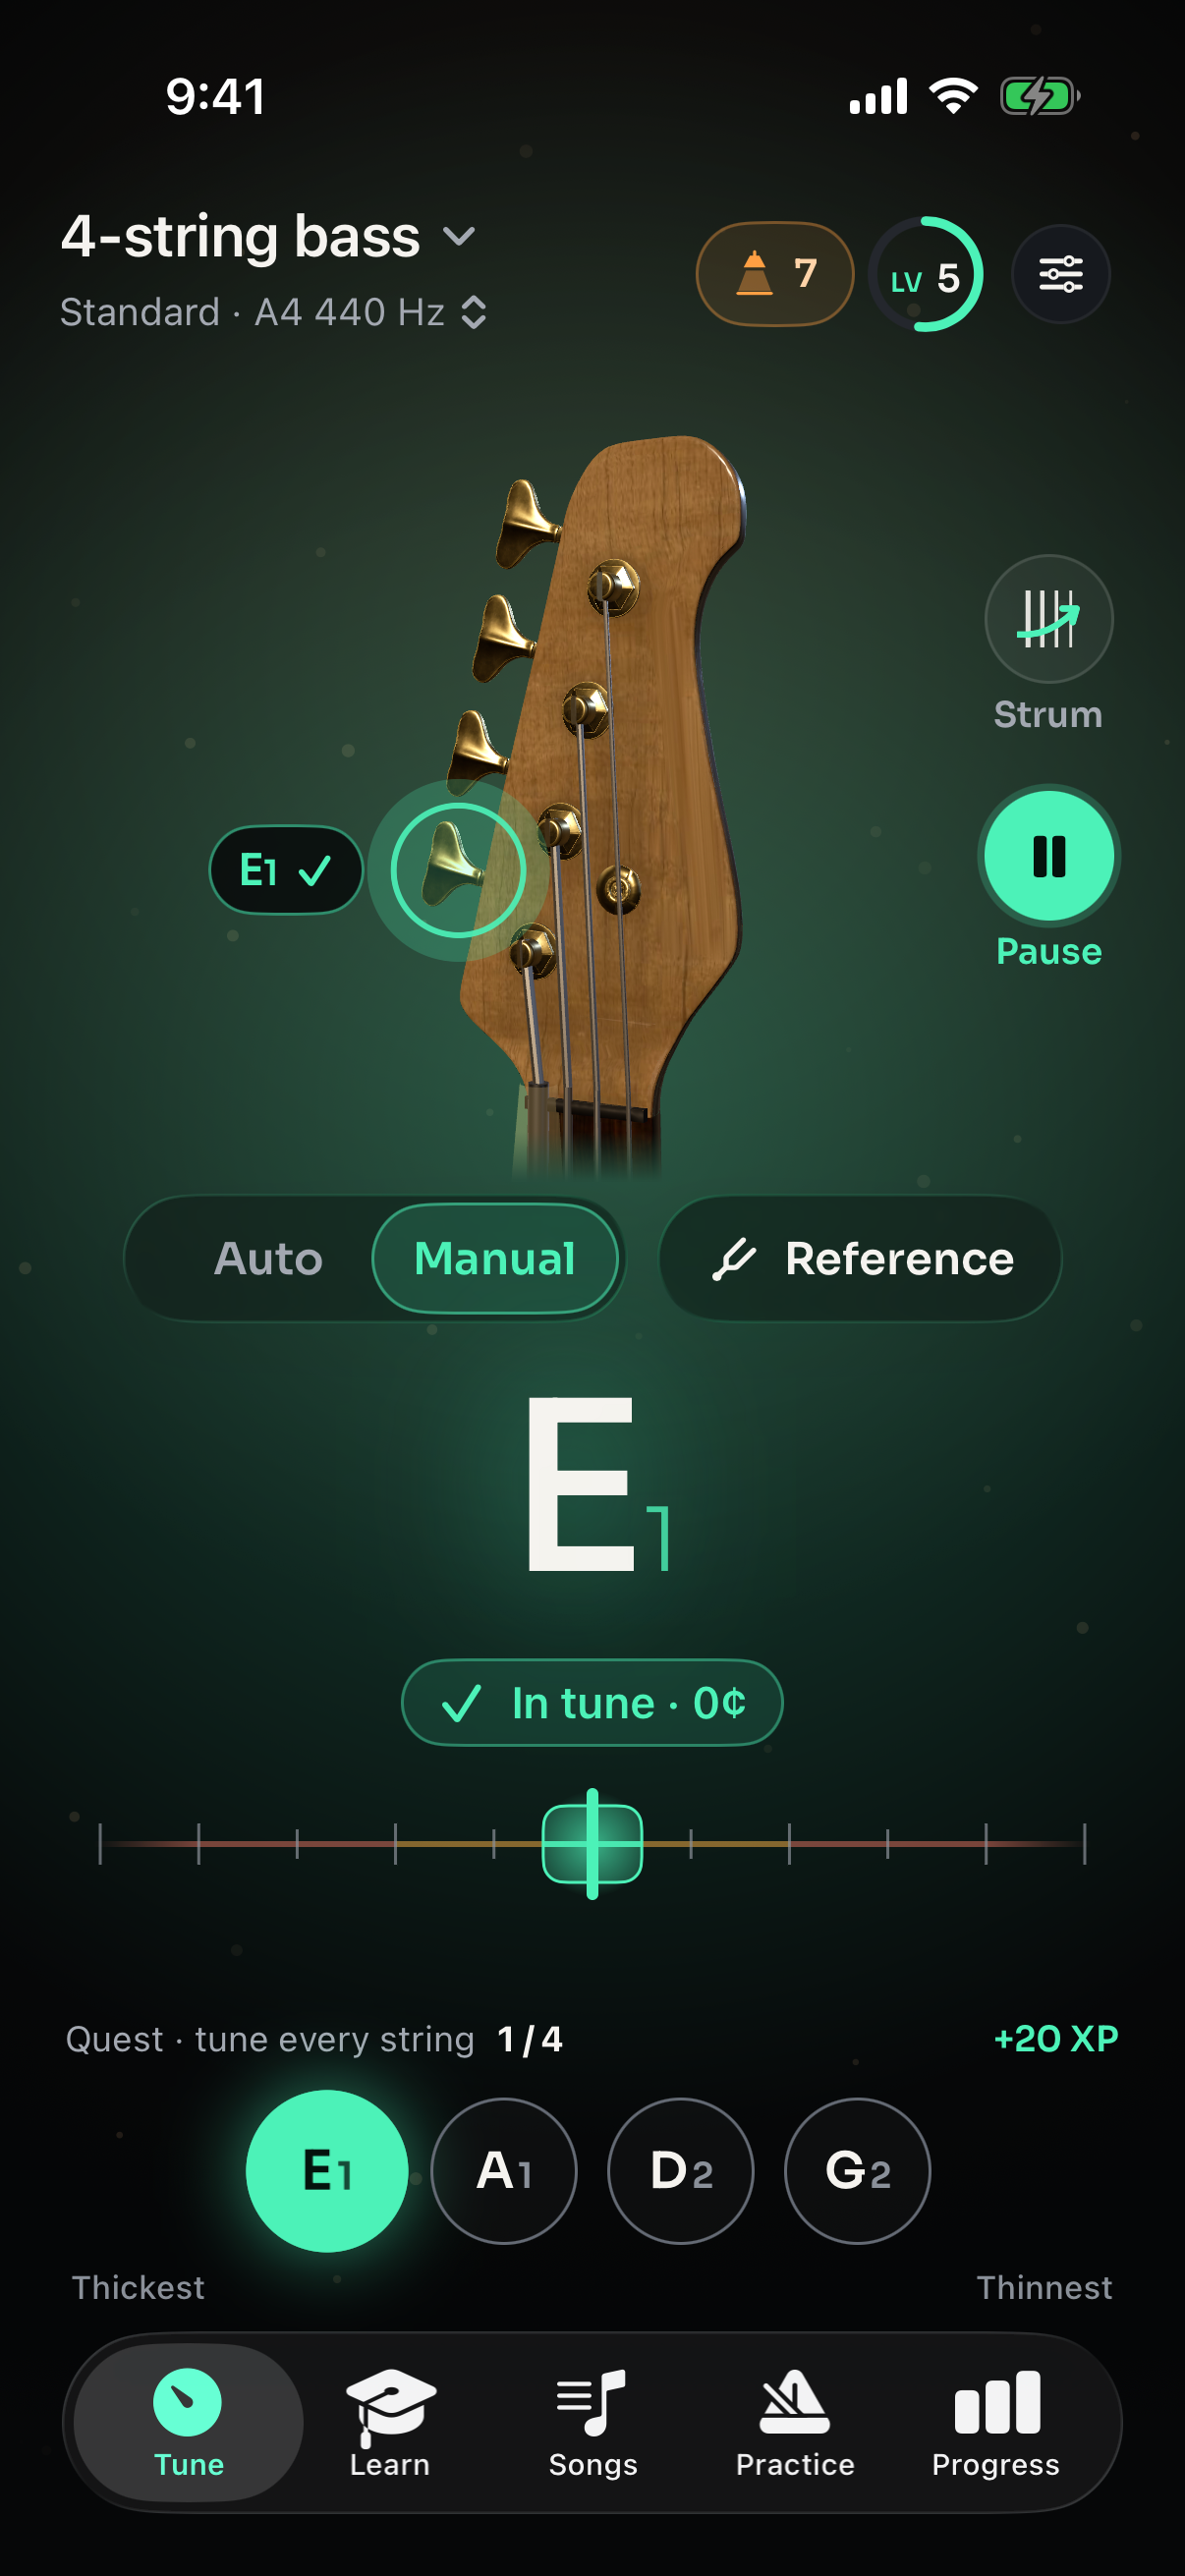 9:41
4-string bass
Standard · A4 440 Hz
7
LV 5
Strum
E1
Pause
Auto
Manual
Reference
E1
In tune · 0¢
Quest · tune every string 1 / 4
+20 XP
E1
A1
D2
G2
Thickest
Thinnest
Tune
Learn
Songs
Practice
Progress